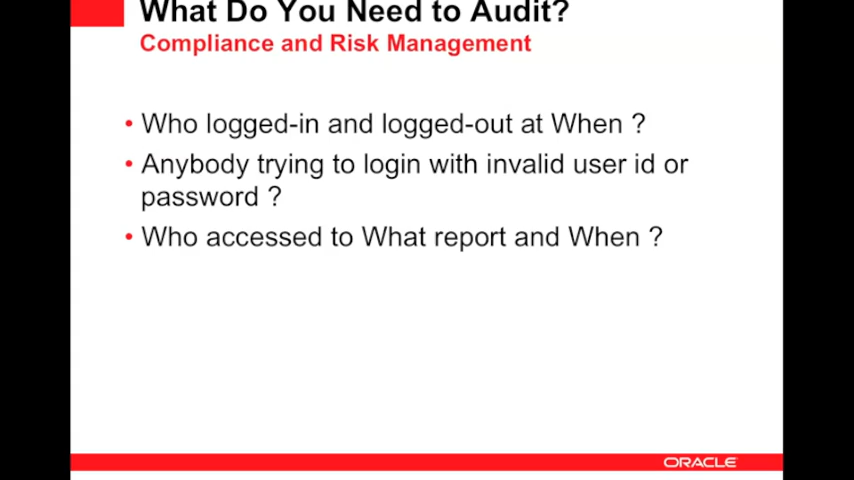 What Do You Need to Audit?
Compliance and Risk Management
• Who logged-in and logged-out at When ?
• Anybody trying to login with invalid user id or
password ?
• Who accessed to What report and When ?
ORACLE